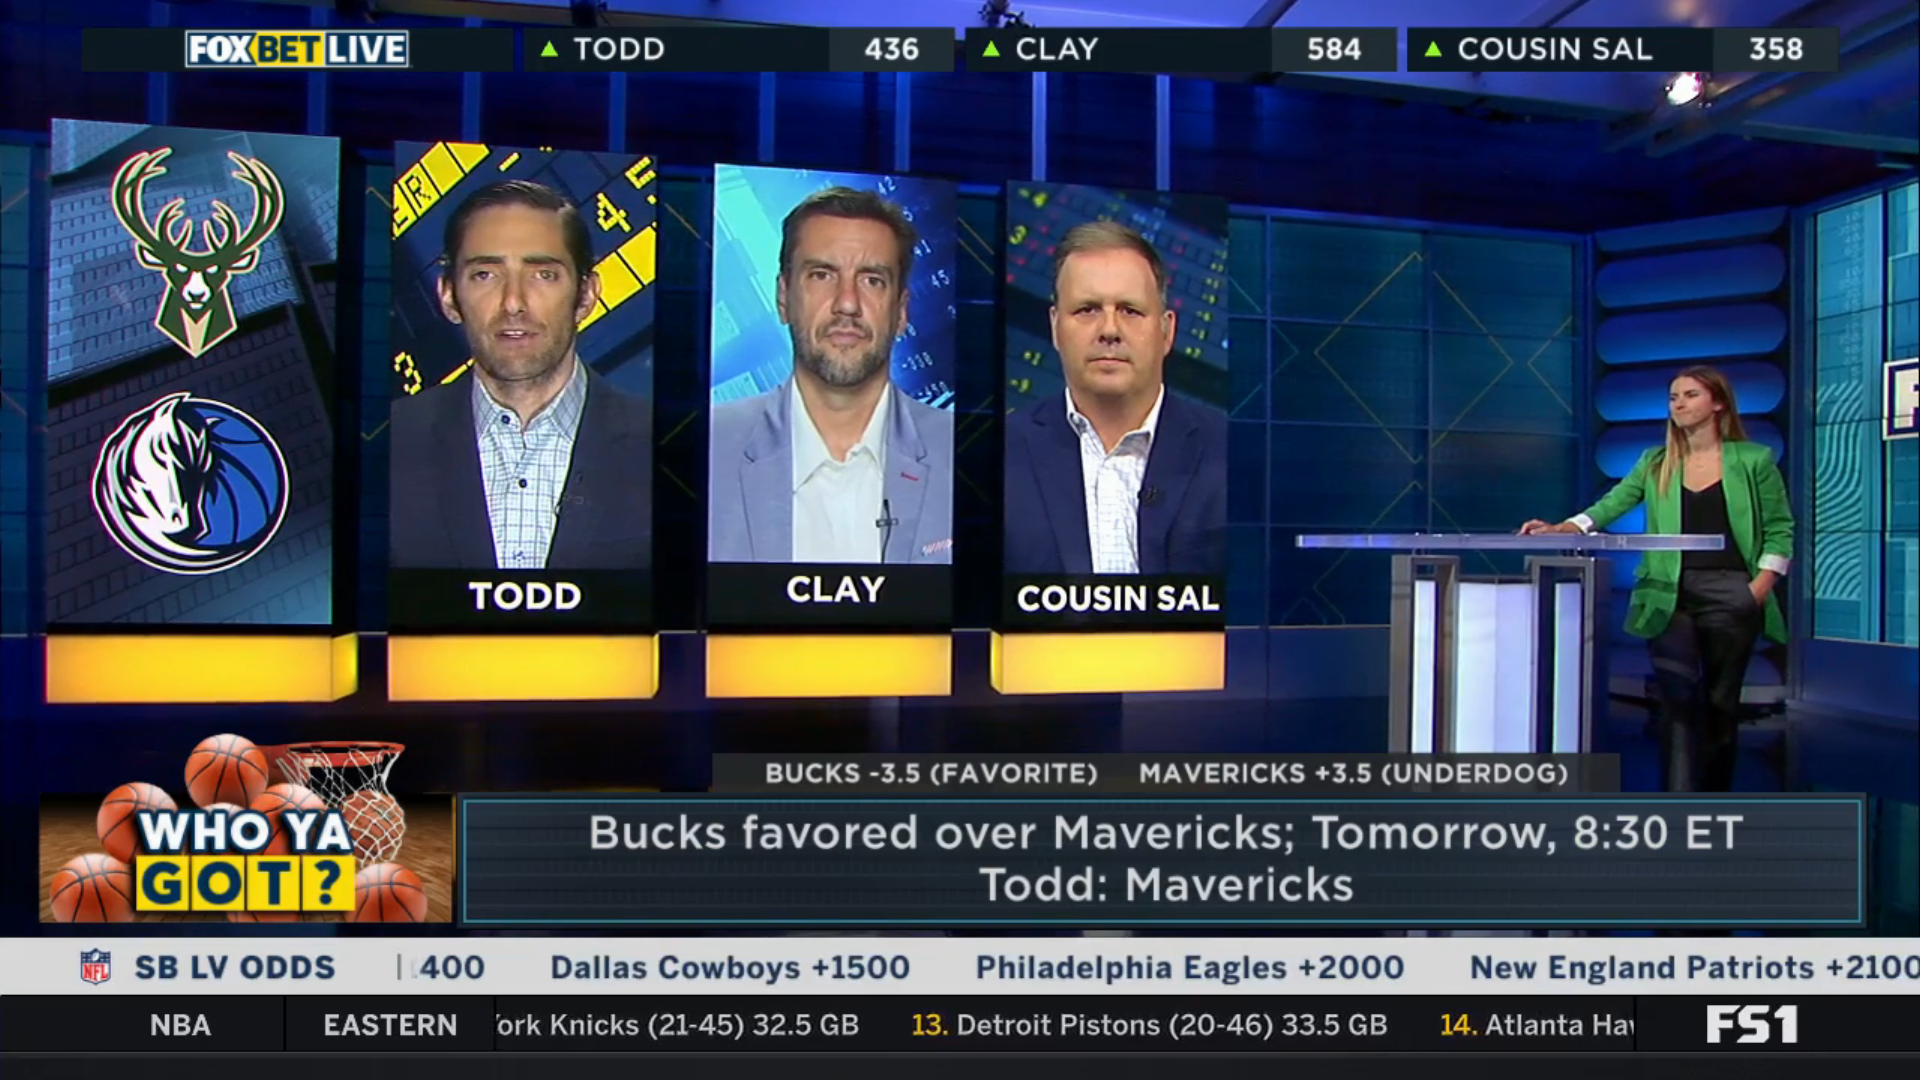 FOX BET LIVE
TODD 436
CLAY 584
COUSIN SAL 358
TODD
CLAY
COUSIN SAL
BUCKS -3.5 (FAVORITE) MAVERICKS +3.5 (UNDERDOG)
WHO YA
GOT?
Bucks favored over Mavericks; Tomorrow, 8:30 ET
Todd: Mavericks
NFL SB LV ODDS 400 Dallas Cowboys +1500 Philadelphia Eagles +2000 New England Patriots +2100
NBA EASTERN ork Knicks (21-45) 32.5 GB 13. Detroit Pistons (20-46) 33.5 GB 14. Atlanta Ha
FS1